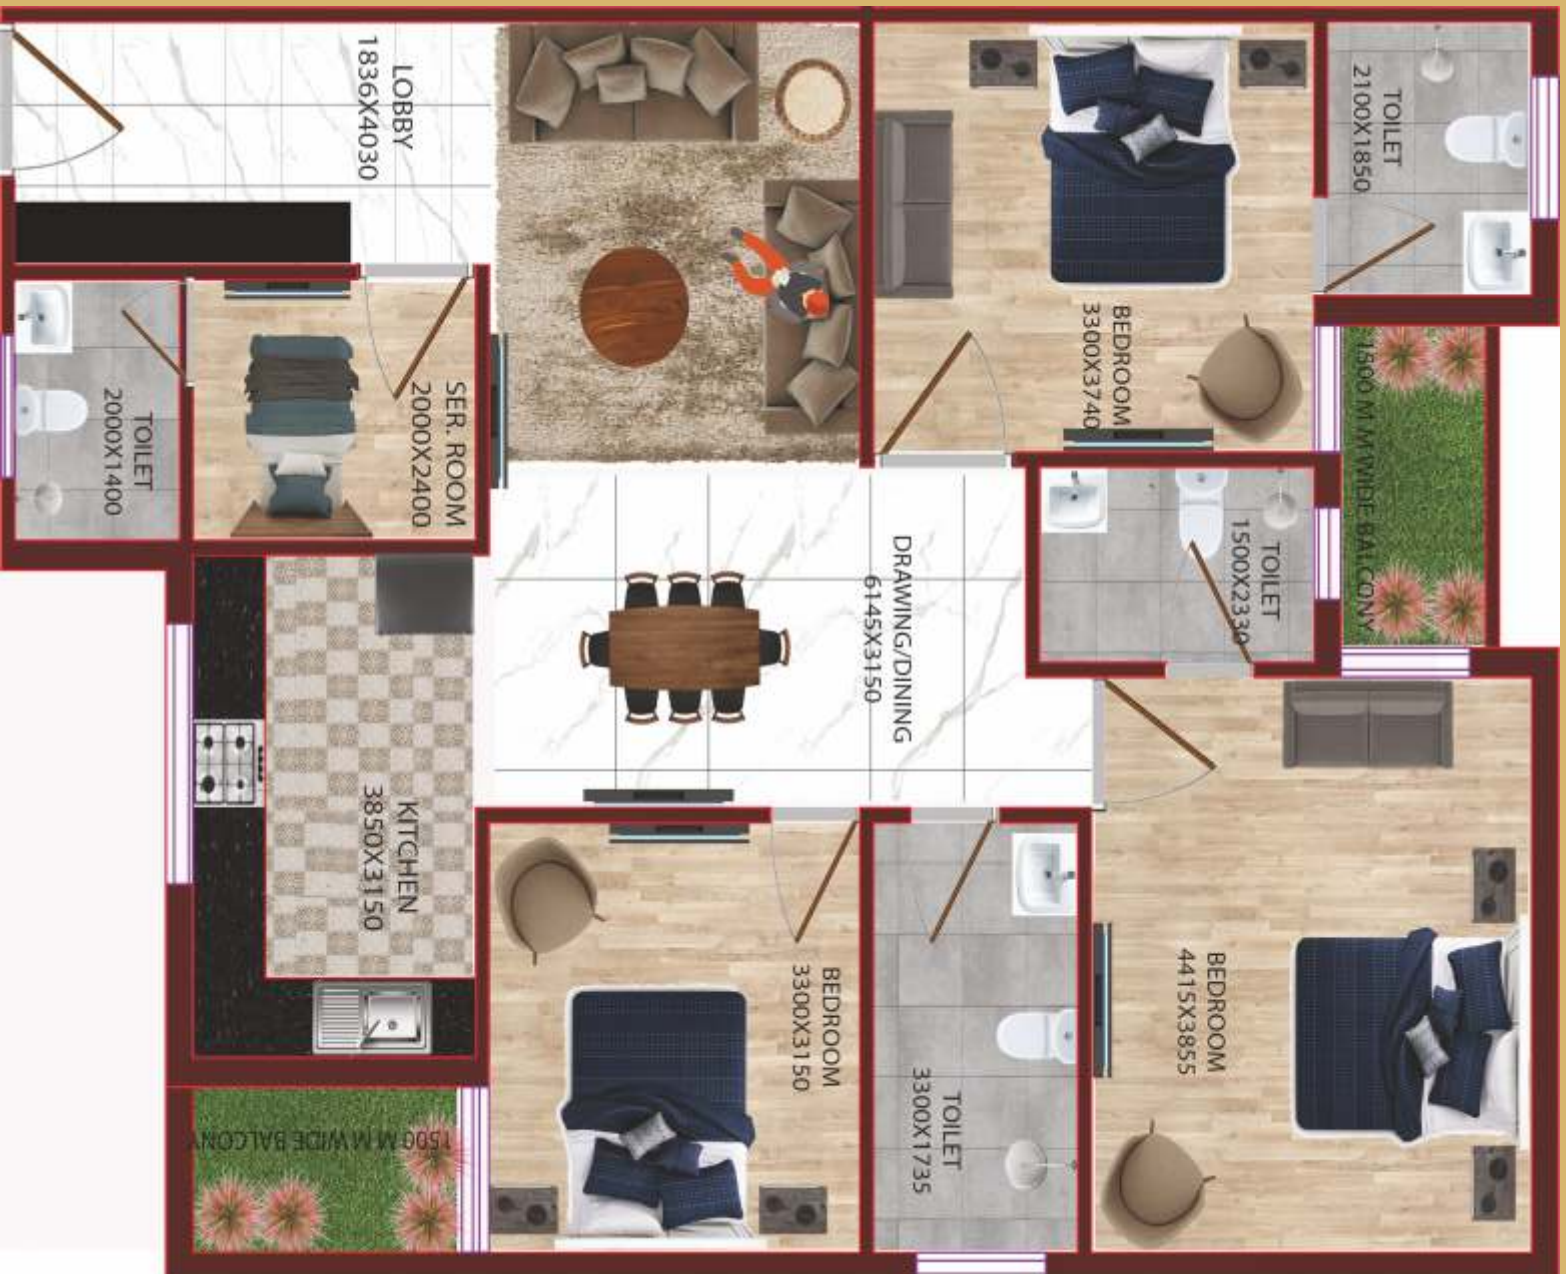 LOBBY
1836X4030
TOILET
2100X1850
BEDROOM
3300X3740
1500 M M WIDE BALCONY
SER. ROOM
2000X2400
TOILET
2000X1400
TOILET
1500X2330
DRAWING/DINING
6145X3150
KITCHEN
3850X3150
BEDROOM
3300X3150
BEDROOM
4415X3855
TOILET
3300X1735
1500 M M WIDE BALCONY